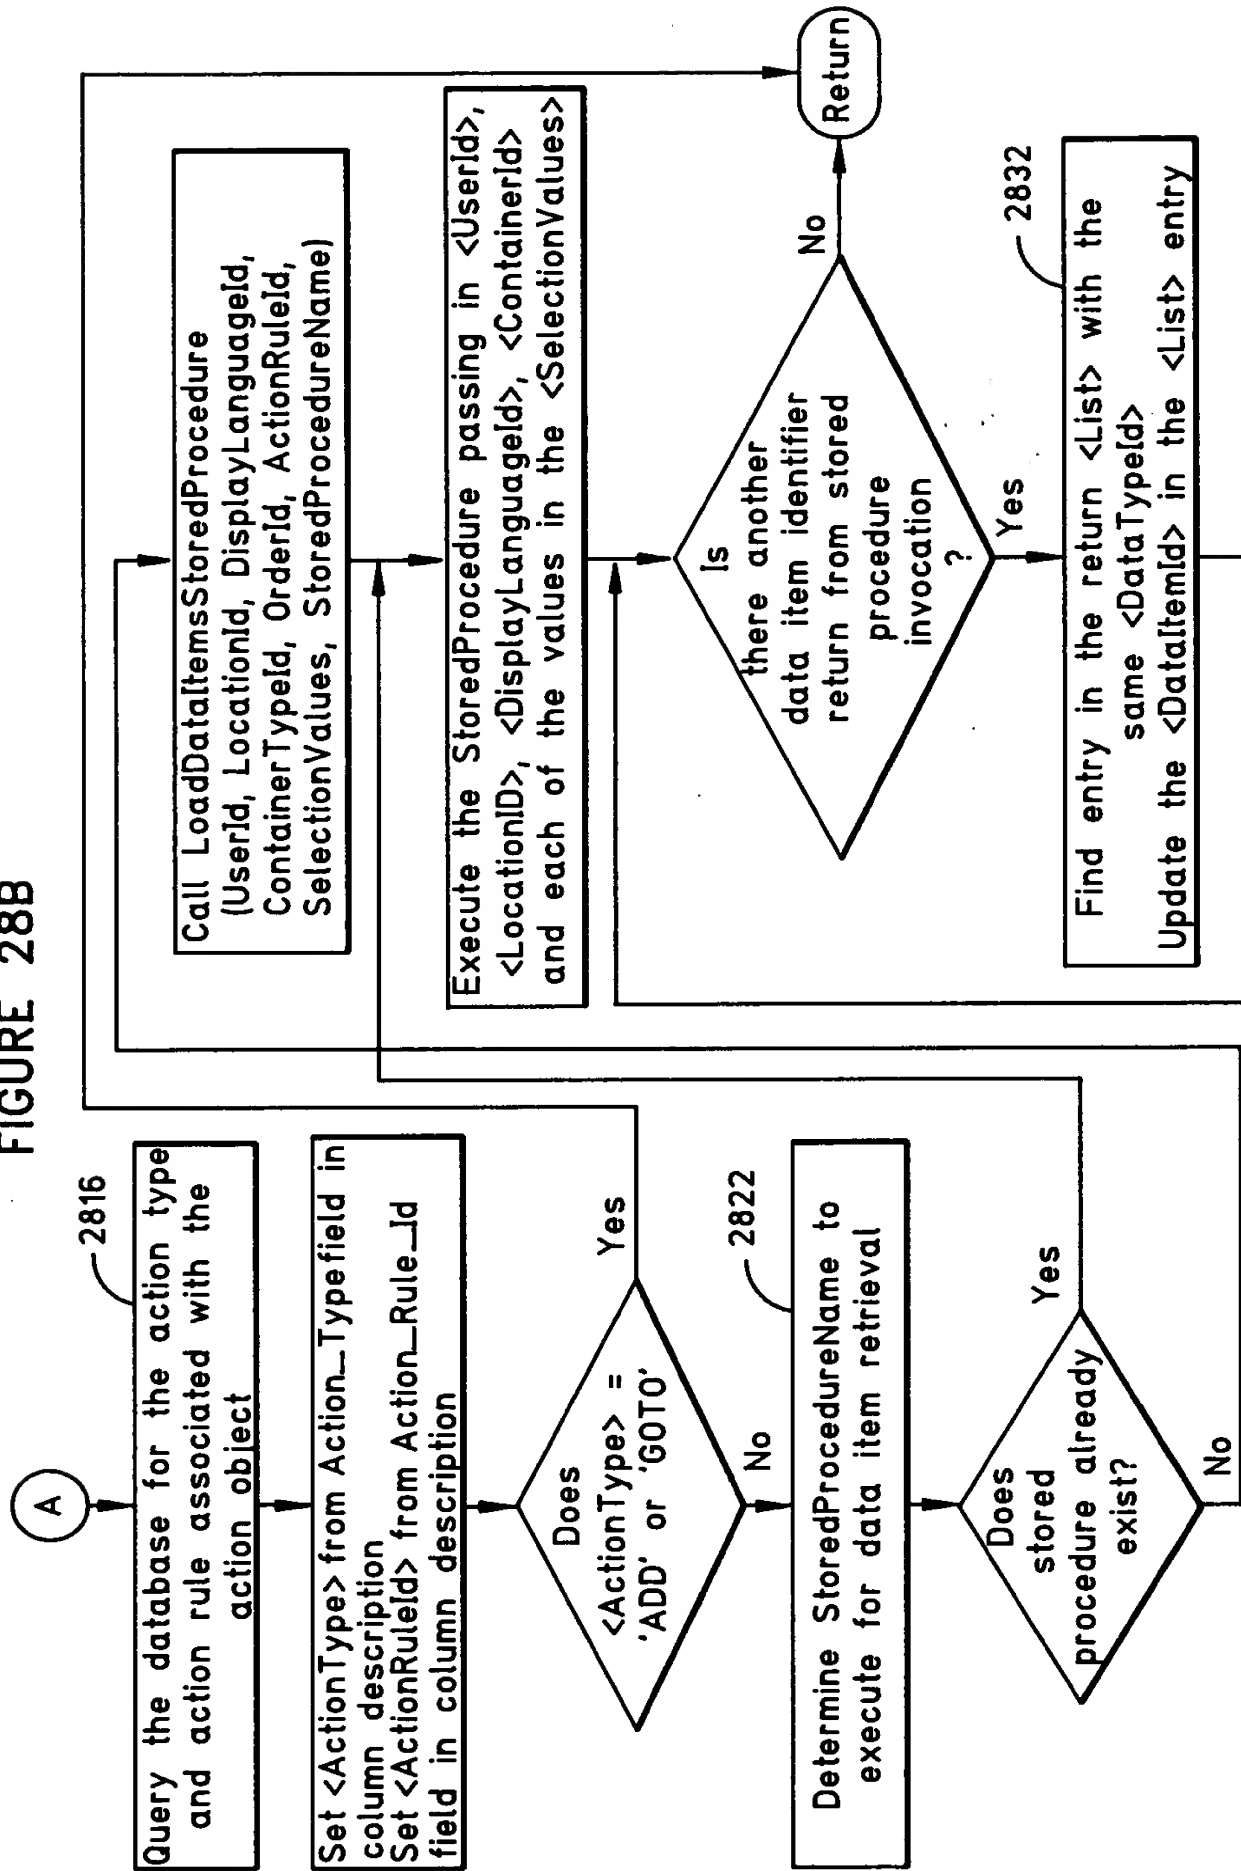 FIGURE 28B
A
2816
Query the database for the action type
and action rule associated with the
action object
Set <ActionType> from Action_Typefield in
column description
Set <ActionRuleId> from Action_Rule_Id
field in column description
Does
<ActionType> =
'ADD' or 'GOTO'
Yes
No
2822
Determine StoredProcedureName to
execute for data item retrieval
Does
stored
procedure already
exist?
Yes
No
Call LoadDataItemsStoredProcedure
(UserId, LocationId, DisplayLanguageId,
ContainerTypeId, OrderId, ActionRuleId,
SelectionValues, StoredProcedureName)
Execute the StoredProcedure passing in <UserId>,
<LocationID>, <DisplayLanguageId>, <ContainerId>
and each of the values in the <SelectionValues>
Is
there another
data item identifier
return from stored
procedure
invocation
?
No
Return
Yes
2832
Find entry in the return <List> with the
same <DataTypeId>
Update the <DataItemId> in the <List> entry